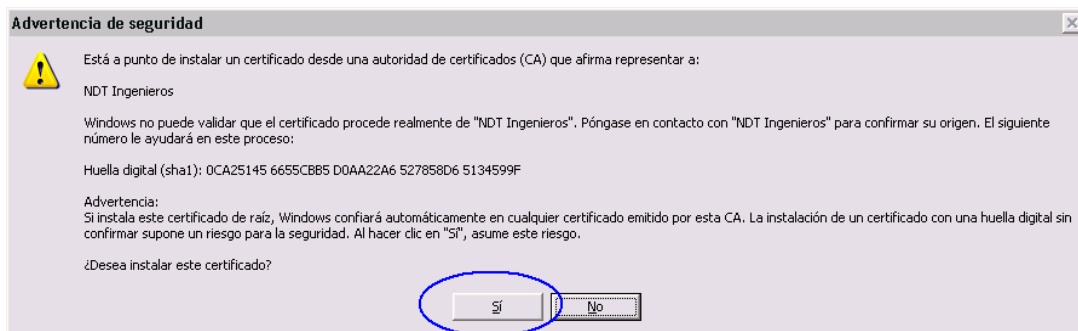 Advertencia de seguridad
Está a punto de instalar un certificado desde una autoridad de certificados (CA) que afirma representar a:
NDT Ingenieros
Windows no puede validar que el certificado procede realmente de "NDT Ingenieros". Póngase en contacto con "NDT Ingenieros" para confirmar su origen. El siguiente
número le ayudará en este proceso:
Huella digital (sha1): 0CA25145 6655CBB5 D0AA22A6 527858D6 5134599F
Advertencia:
Si instala este certificado de raíz, Windows confiará automáticamente en cualquier certificado emitido por esta CA. La instalación de un certificado con una huella digital sin
confirmar supone un riesgo para la seguridad. Al hacer clic en "Sí", asume este riesgo.
¿Desea instalar este certificado?
Sí No